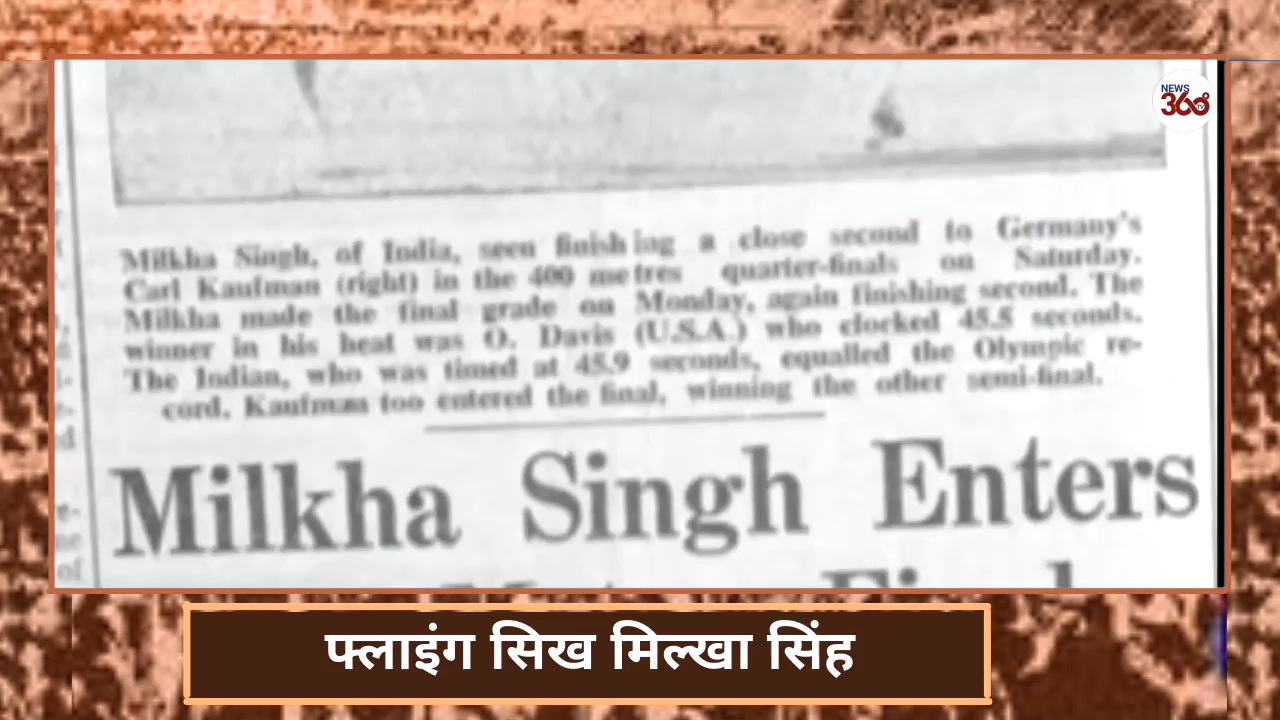 NEWS
360
TV
Milkha Singh, of India, seen finishing a close second to Germany's
Carl Kaufman (right) in the 400 metres quarter-finals on Saturday.
Milkha made the final grade on Monday, again finishing second. The
winner in his heat was O. Davis (U.S.A.) who clocked 45.5 seconds.
The Indian, who was timed at 45.9 seconds, equalled the Olympic re-
cord. Kaufman too entered the final, winning the other semi-final.
Milkha Singh Enters
फ्लाइंग सिख मिल्खा सिंह